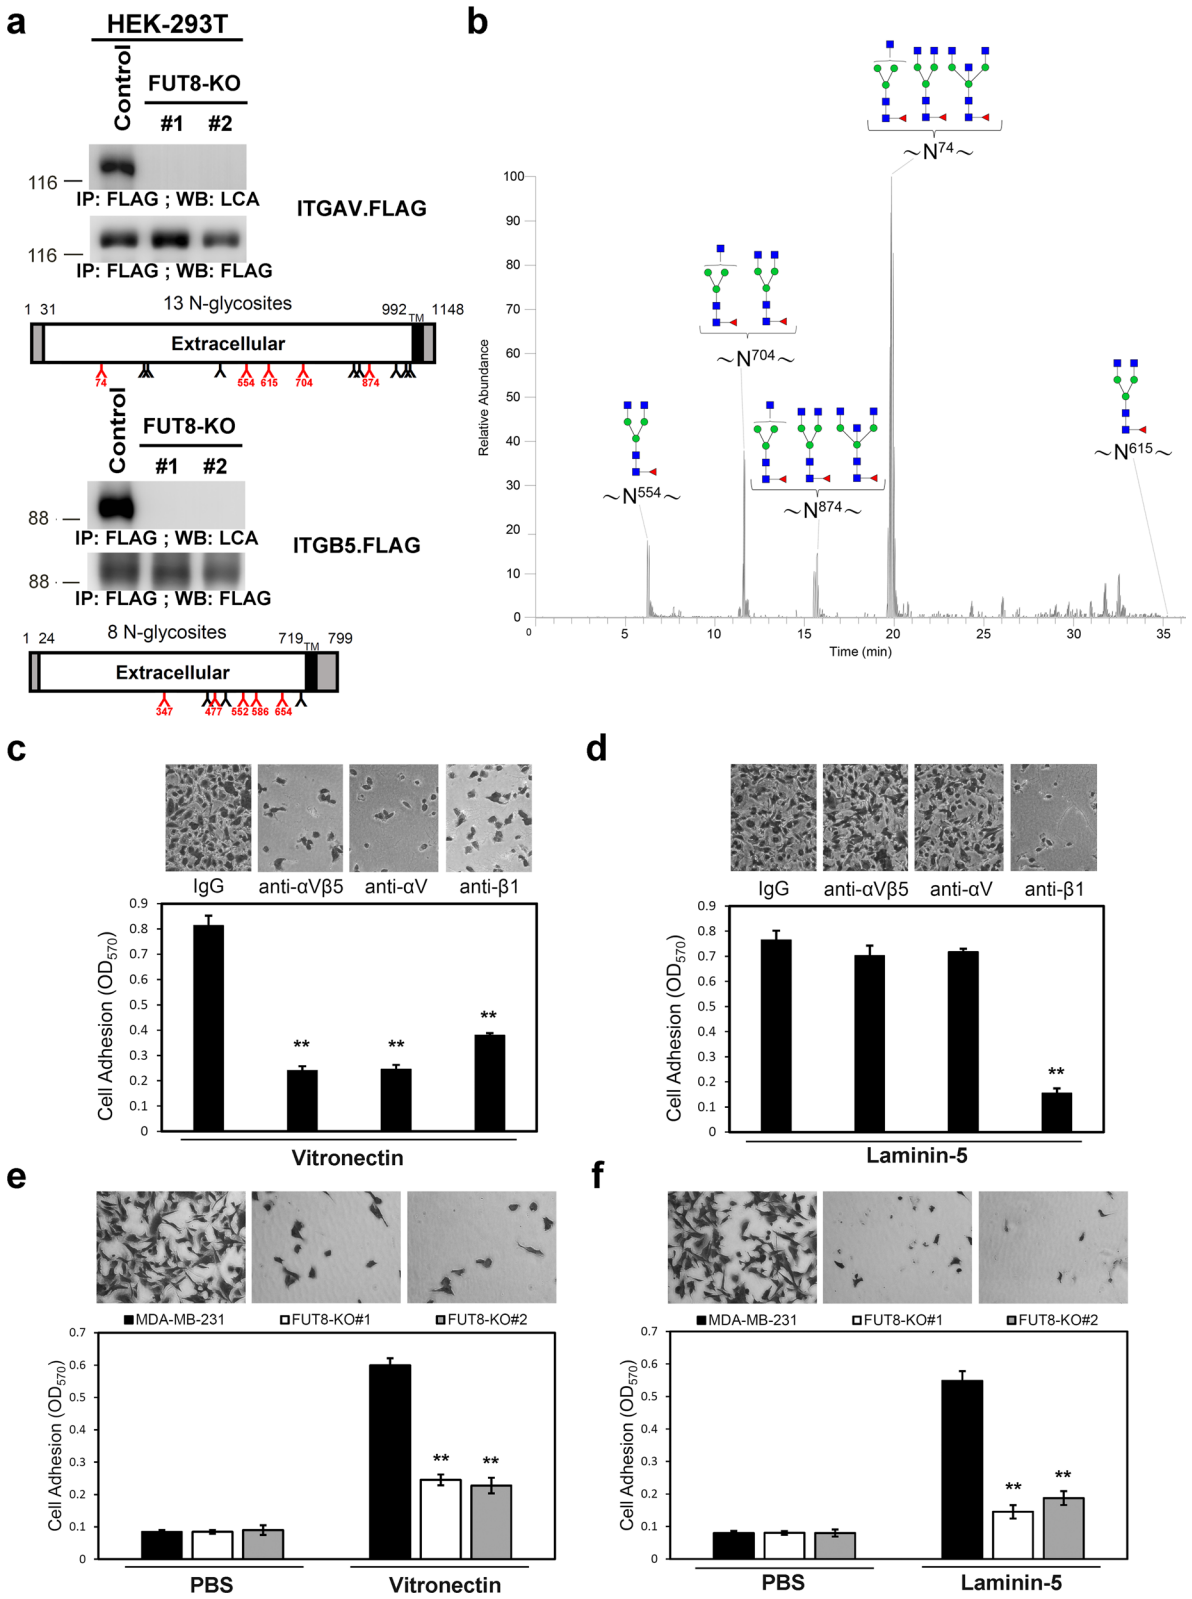 a
HEK-293T
Control
FUT8-KO
#1 #2
116
IP: FLAG ; WB: LCA
ITGAV.FLAG
116
IP: FLAG ; WB: FLAG
13 N-glycosites
1 31 992 TM 1148
Extracellular
74 554 615 704 874
Control
FUT8-KO
#1 #2
88
IP: FLAG ; WB: LCA
ITGB5.FLAG
88
IP: FLAG ; WB: FLAG
8 N-glycosites
1 24 719 TM 799
Extracellular
347 477 552 586 654
b
~N74~
~N704~
~N874~
~N554~
~N615~
Relative Abundance
100
90
80
70
60
50
40
30
20
10
0
0 5 10 15 20 25 30 35
Time (min)
c
IgG anti-αVβ5 anti-αV anti-β1
Cell Adhesion (OD570)
0.9
0.8
0.7
0.6
0.5
0.4
0.3
0.2
0.1
0
** ** **
Vitronectin
d
IgG anti-αVβ5 anti-αV anti-β1
Cell Adhesion (OD570)
0.9
0.8
0.7
0.6
0.5
0.4
0.3
0.2
0.1
0
**
Laminin-5
e
MDA-MB-231 FUT8-KO#1 FUT8-KO#2
Cell Adhesion (OD570)
0.7
0.6
0.5
0.4
0.3
0.2
0.1
0
** **
PBS Vitronectin
f
MDA-MB-231 FUT8-KO#1 FUT8-KO#2
Cell Adhesion (OD570)
0.7
0.6
0.5
0.4
0.3
0.2
0.1
0
** **
PBS Laminin-5